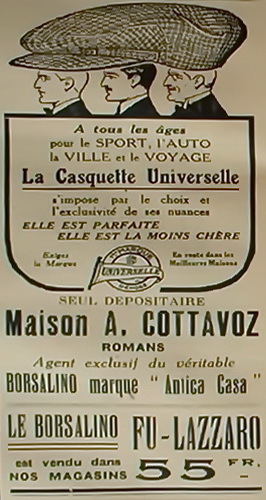 A tous les âges
pour le SPORT, l'AUTO
la VILLE et le VOYAGE
La Casquette Universelle
s'impose par le choix et
l'exclusivité de ses nuances
ELLE EST PARFAITE
ELLE EST LA MOINS CHÈRE
Exigez
la Marque
UNIVERSELLE
En vente dans les
Meilleures Maisons
SEUL DEPOSITAIRE
Maison A. COTTAVOZ
ROMANS
Agent exclusif du véritable
BORSALINO marque "Antica Casa"
LE BORSALINO FU-LAZZARO
est vendu dans
NOS MAGASINS 55 FR.